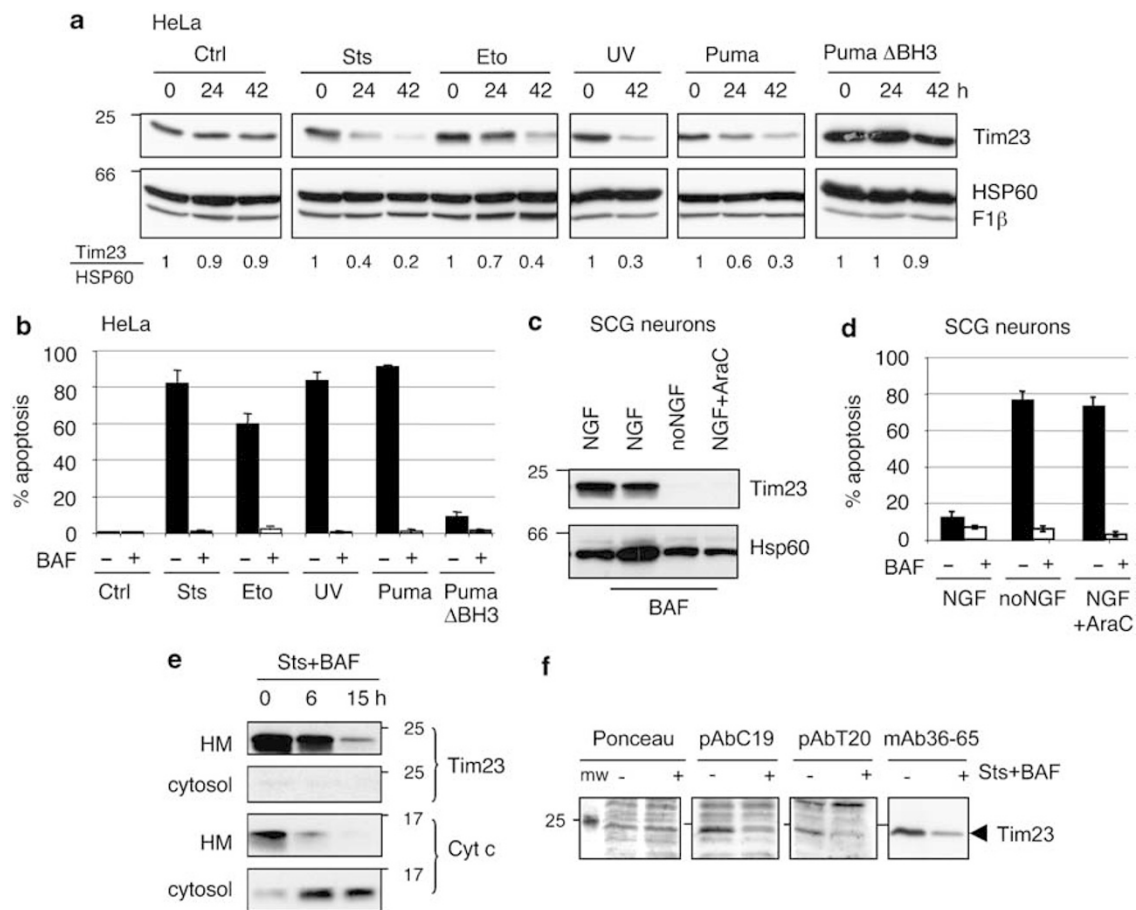 a HeLa
Ctrl Sts Eto UV Puma Puma ΔBH3
0 24 42 0 24 42 0 24 42 0 42 0 24 42 0 24 42 h
25
Tim23
66
HSP60
F1β
Tim23
HSP60
1 0.9 0.9 1 0.4 0.2 1 0.7 0.4 1 0.3 1 0.6 0.3 1 1 0.9
b HeLa
% apoptosis
100
80
60
40
20
0
BAF – + – + – + – + – + – +
Ctrl Sts Eto UV Puma Puma
ΔBH3
c SCG neurons
NGF NGF noNGF NGF+AraC
25
Tim23
66
Hsp60
BAF
d SCG neurons
% apoptosis
100
80
60
40
20
0
BAF - + - + - +
NGF noNGF NGF
+AraC
e Sts+BAF
0 6 15 h
HM 25
cytosol 25
Tim23
HM 17
cytosol 17
Cyt c
f
Ponceau pAbC19 pAbT20 mAb36-65
mw - + - + - + - + Sts+BAF
25
Tim23